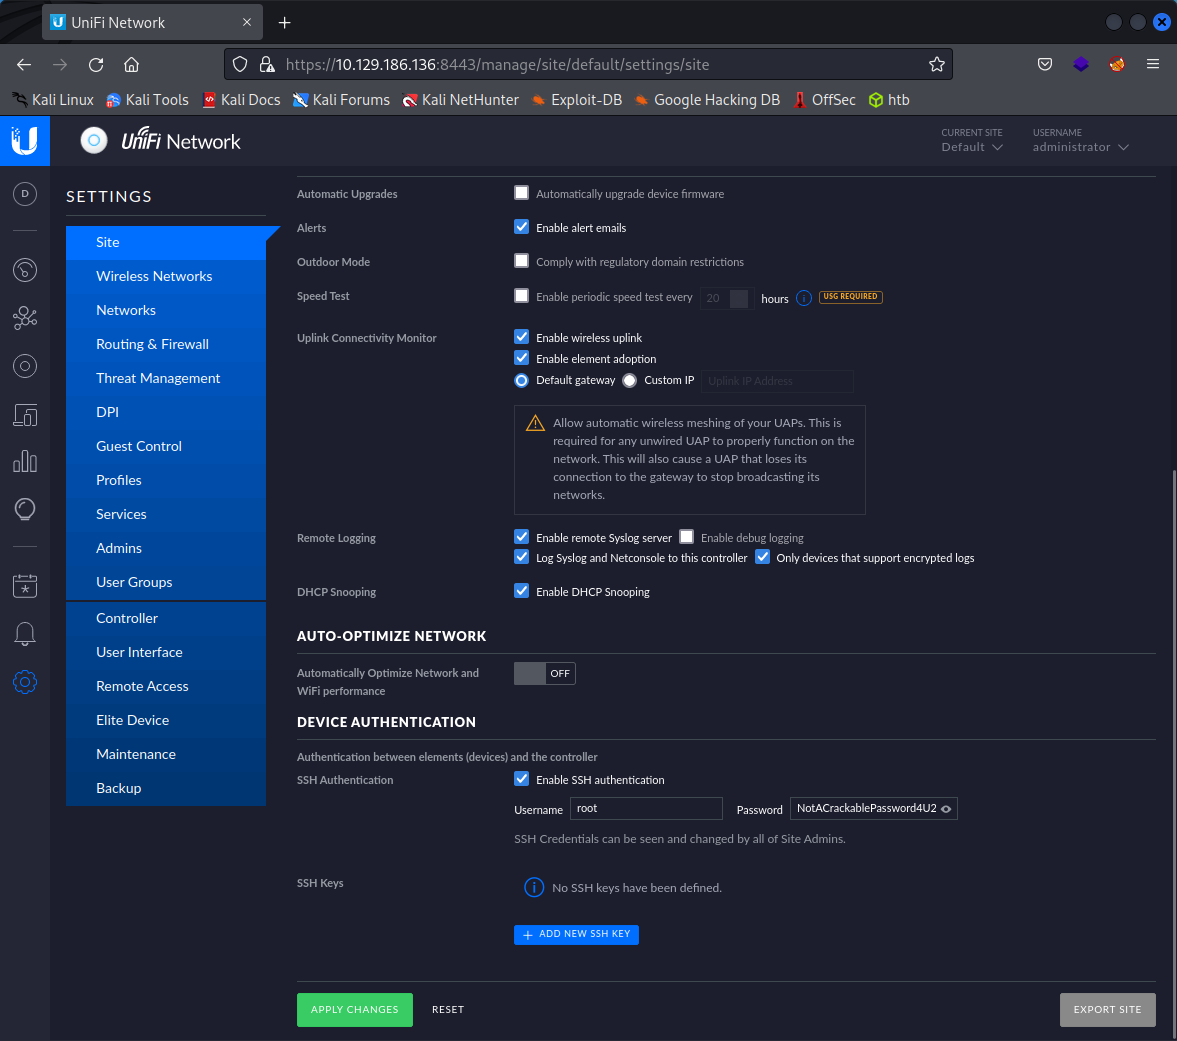 UniFi Network
https://10.129.186.136:8443/manage/site/default/settings/site
Kali Linux Kali Tools Kali Docs Kali Forums Kali NetHunter Exploit-DB Google Hacking DB OffSec htb
UniFi Network
CURRENT SITE
Default
USERNAME
administrator
D
SETTINGS
Site
Wireless Networks
Networks
Routing & Firewall
Threat Management
DPI
Guest Control
Profiles
Services
Admins
User Groups
Controller
User Interface
Remote Access
Elite Device
Maintenance
Backup
Automatic Upgrades Automatically upgrade device firmware
Alerts Enable alert emails
Outdoor Mode Comply with regulatory domain restrictions
Speed Test Enable periodic speed test every 20 hours USG REQUIRED
Uplink Connectivity Monitor Enable wireless uplink
Enable element adoption
Default gateway Custom IP Uplink IP Address
Allow automatic wireless meshing of your UAPs. This is
required for any unwired UAP to properly function on the
network. This will also cause a UAP that loses its
connection to the gateway to stop broadcasting its
networks.
Remote Logging Enable remote Syslog server Enable debug logging
Log Syslog and Netconsole to this controller Only devices that support encrypted logs
DHCP Snooping Enable DHCP Snooping
AUTO-OPTIMIZE NETWORK
Automatically Optimize Network and
WiFi performance
OFF
DEVICE AUTHENTICATION
Authentication between elements (devices) and the controller
SSH Authentication Enable SSH authentication
Username root Password NotACrackablePassword4U2
SSH Credentials can be seen and changed by all of Site Admins.
SSH Keys No SSH keys have been defined.
+ ADD NEW SSH KEY
APPLY CHANGES RESET EXPORT SITE